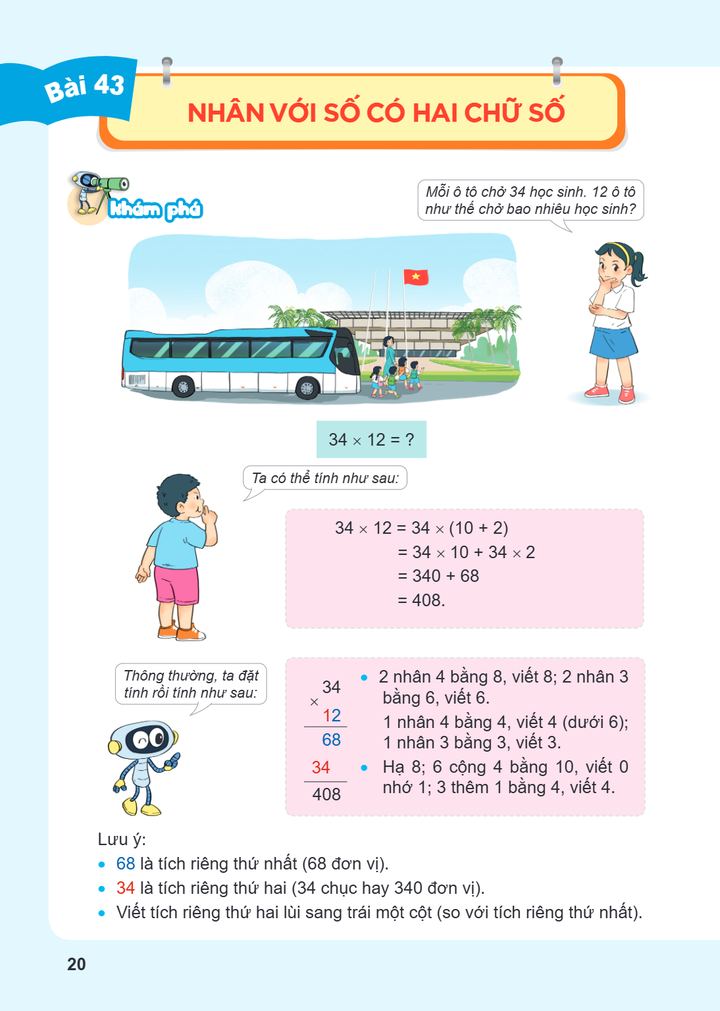 Bài 43
NHÂN VỚI SỐ CÓ HAI CHỮ SỐ
Khám phá
Mỗi ô tô chở 34 học sinh. 12 ô tô
như thế chở bao nhiêu học sinh?
34 × 12 = ?
Ta có thể tính như sau:
34 × 12 = 34 × (10 + 2)
= 34 × 10 + 34 × 2
= 340 + 68
= 408.
Thông thường, ta đặt
tính rồi tính như sau:
34
×
12
68
34
408
• 2 nhân 4 bằng 8, viết 8; 2 nhân 3
bằng 6, viết 6.
1 nhân 4 bằng 4, viết 4 (dưới 6);
1 nhân 3 bằng 3, viết 3.
• Hạ 8; 6 cộng 4 bằng 10, viết 0
nhớ 1; 3 thêm 1 bằng 4, viết 4.
Lưu ý:
• 68 là tích riêng thứ nhất (68 đơn vị).
• 34 là tích riêng thứ hai (34 chục hay 340 đơn vị).
• Viết tích riêng thứ hai lùi sang trái một cột (so với tích riêng thứ nhất).
20